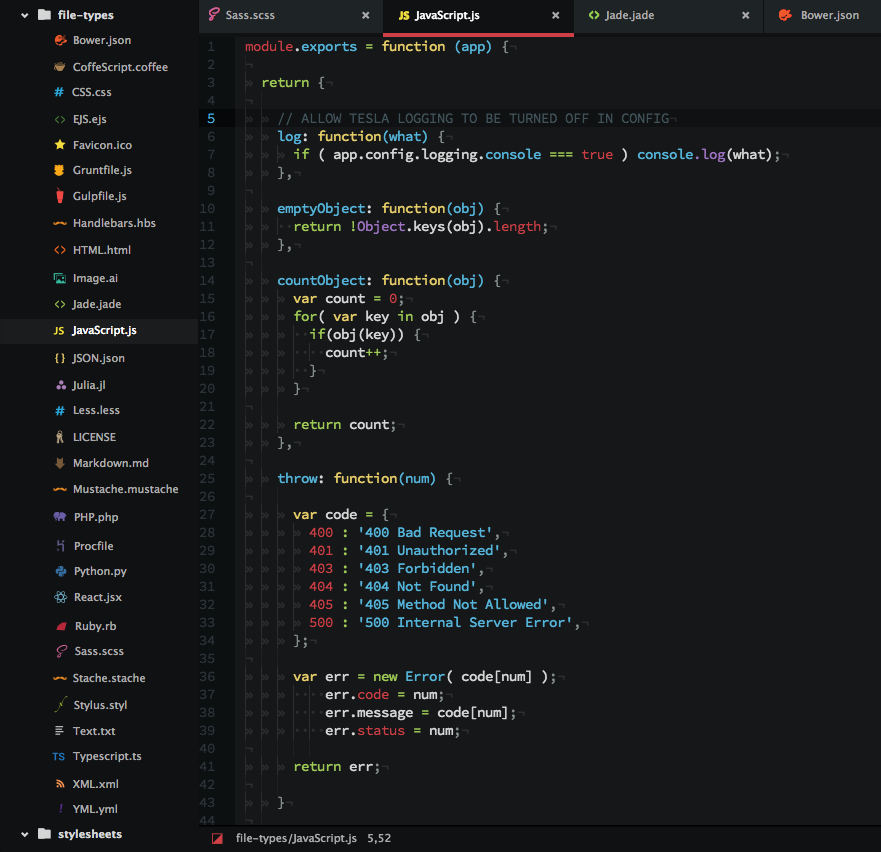 file-types
Bower.json
CoffeScript.coffee
CSS.css
EJS.ejs
Favicon.ico
Gruntfile.js
Gulpfile.js
Handlebars.hbs
HTML.html
Image.ai
Jade.jade
JavaScript.js
JSON.json
Julia.jl
Less.less
LICENSE
Markdown.md
Mustache.mustache
PHP.php
Procfile
Python.py
React.jsx
Ruby.rb
Sass.scss
Stache.stache
Stylus.styl
Text.txt
Typescript.ts
XML.xml
YML.yml
stylesheets
Sass.scss × JS JavaScript.js × Jade.jade × Bower.json
1 module.exports = function (app) {
2
3 return {
4
5 // ALLOW TESLA LOGGING TO BE TURNED OFF IN CONFIG
6 log: function(what) {
7 if ( app.config.logging.console === true ) console.log(what);
8 },
9
10 emptyObject: function(obj) {
11 return !Object.keys(obj).length;
12 },
13
14 countObject: function(obj) {
15 var count = 0;
16 for( var key in obj ) {
17 if(obj(key)) {
18 count++;
19 }
20 }
21
22 return count;
23 },
24
25 throw: function(num) {
26
27 var code = {
28 400 : '400 Bad Request',
29 401 : '401 Unauthorized',
30 403 : '403 Forbidden',
31 404 : '404 Not Found',
32 405 : '405 Method Not Allowed',
33 500 : '500 Internal Server Error',
34 };
35
36 var err = new Error( code[num] );
37 err.code = num;
38 err.message = code[num];
39 err.status = num;
40
41 return err;
42
43 }
44
file-types/JavaScript.js 5,52